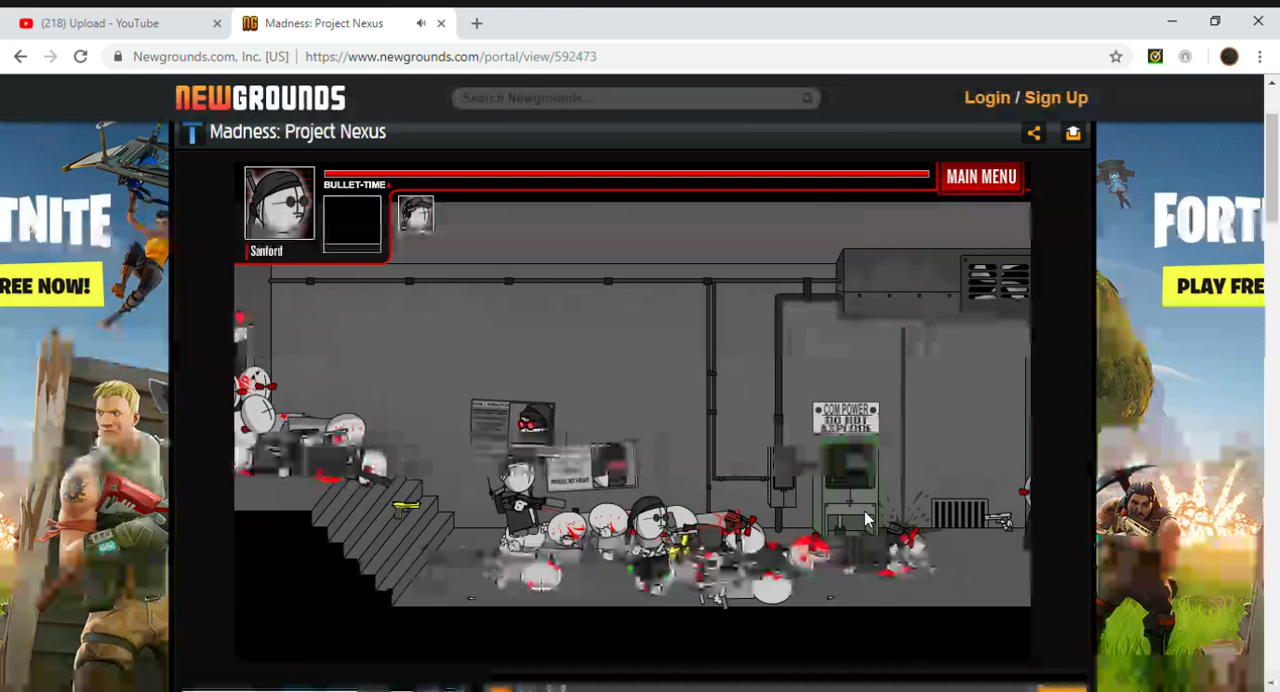 (218) Upload - YouTube
Madness: Project Nexus
Newgrounds.com, Inc. [US]
https://www.newgrounds.com/portal/view/592473
NEWGROUNDS
Search Newgrounds...
Login / Sign Up
Madness: Project Nexus
BULLET-TIME
MAIN MENU
Sanford
TNITE
REE NOW!
FORT
PLAY FRE
COM POWER
DO NOT